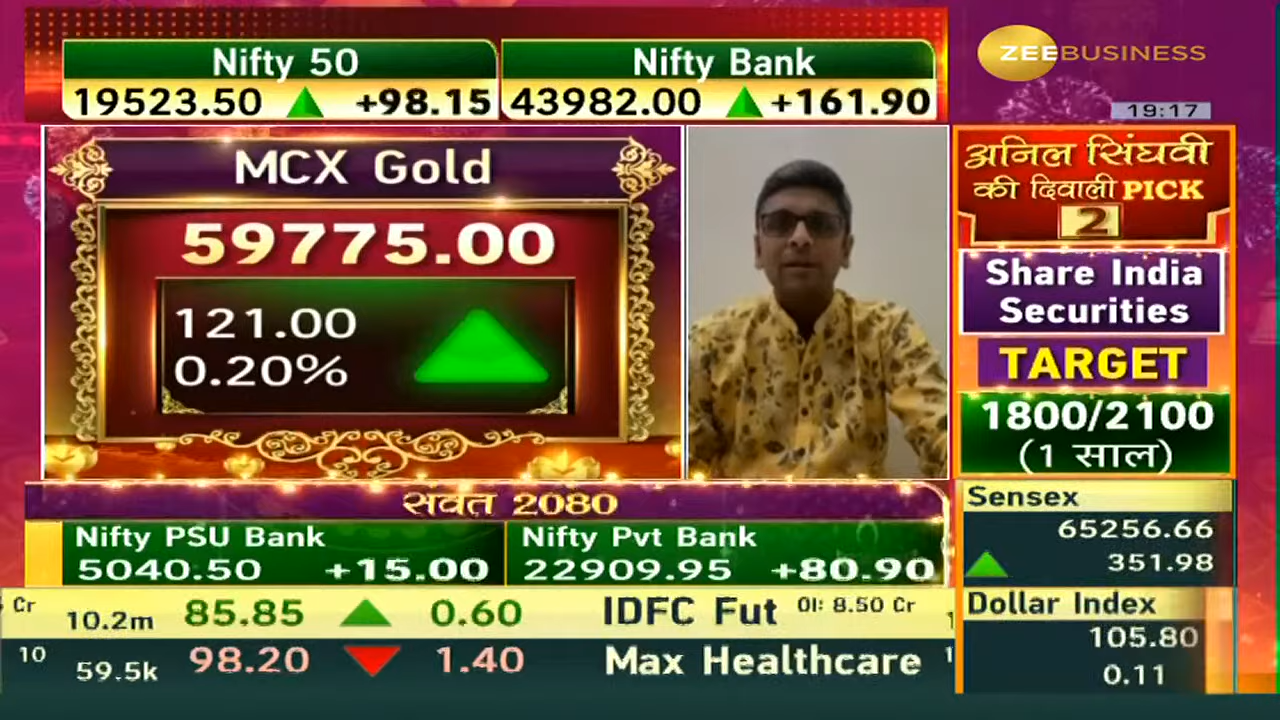 Nifty 50
19523.50 +98.15
Nifty Bank
43982.00 +161.90
ZEEBUSINESS
19:17
MCX Gold
59775.00
121.00
0.20%
अनिल सिंघवी
की दिवाली PICK
2
Share India
Securities
TARGET
1800/2100
(1 साल)
संवत 2080
Nifty PSU Bank
5040.50 +15.00
Nifty Pvt Bank
22909.95 +80.90
Sensex
65256.66
351.98
Dollar Index
105.80
0.11
Cr 10.2m 85.85 0.60 IDFC Fut OI: 8.50 Cr
10 59.5k 98.20 1.40 Max Healthcare